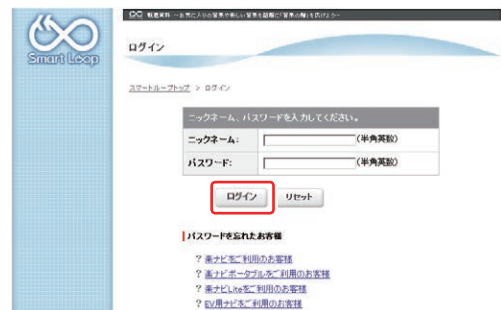 Smart Loop
ログイン
スマートループトップ > ログイン
ニックネーム、パスワードを入力してください。
ニックネーム: (半角英数)
パスワード: (半角英数)
ログイン リセット
パスワードを忘れたお客様
? 楽ナビをご利用のお客様
? 楽ナビポータブルをご利用のお客様
? 楽ナビLiteをご利用のお客様
? EV用ナビをご利用のお客様